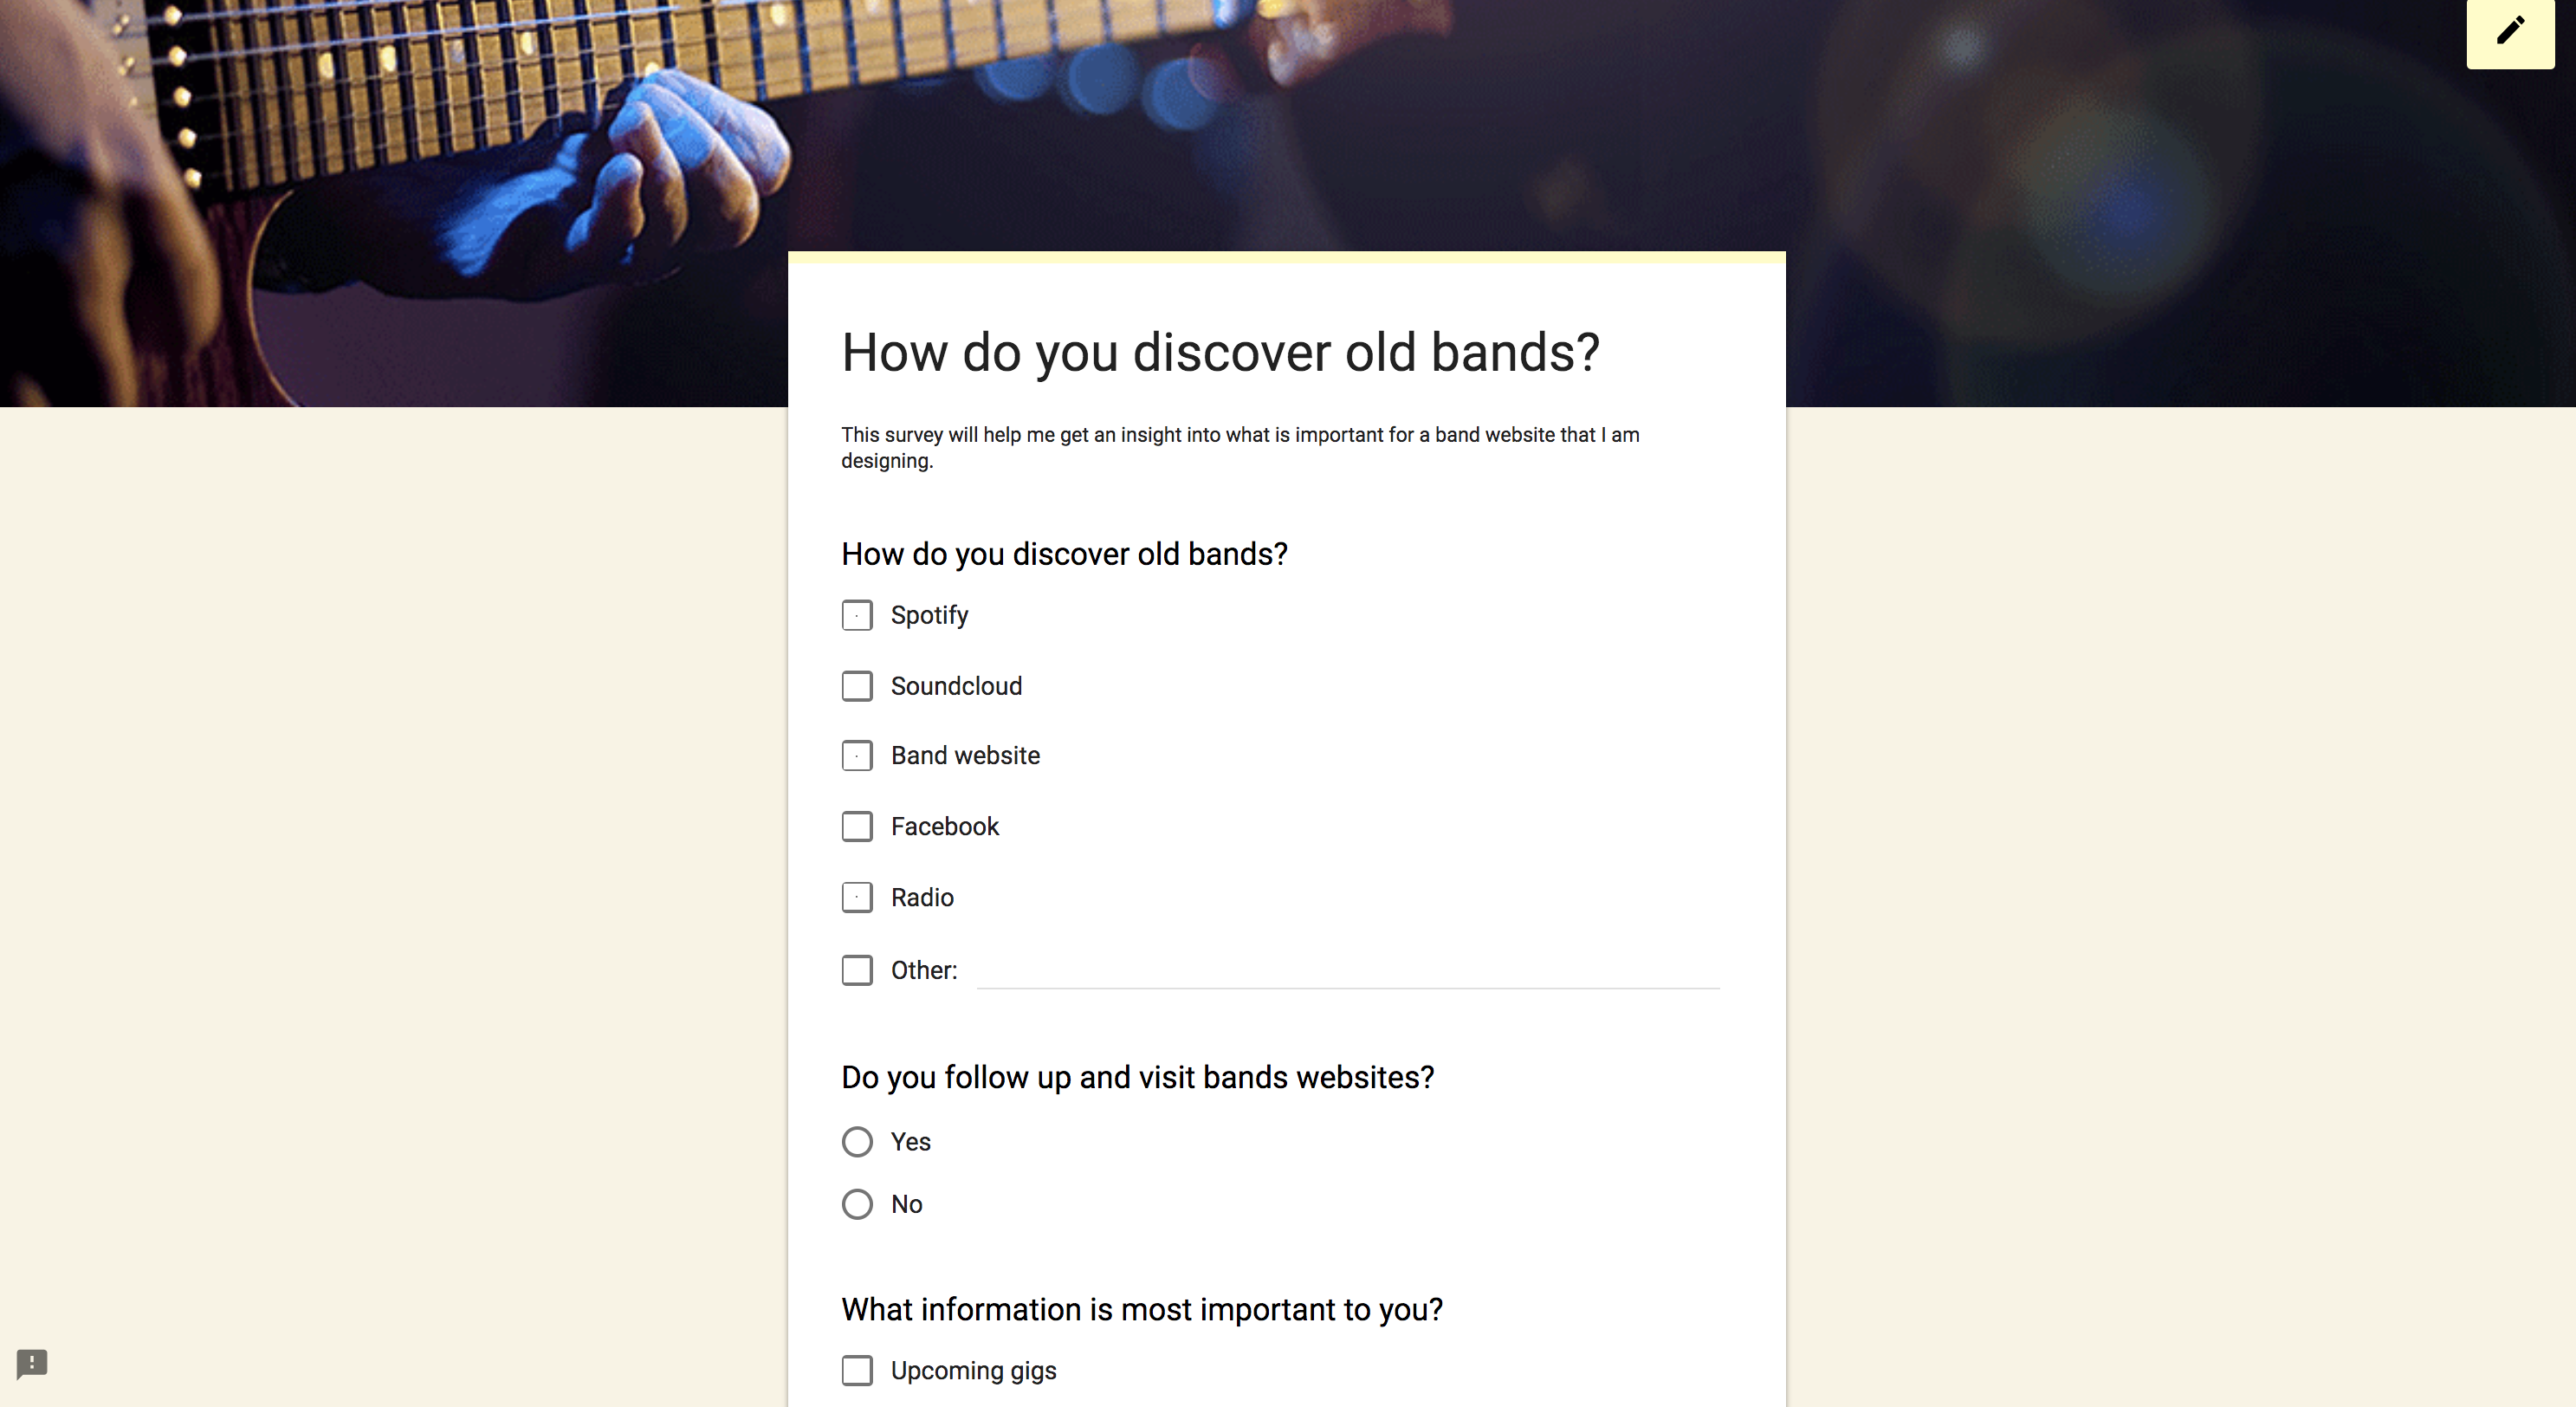 How do you discover old bands?
This survey will help me get an insight into what is important for a band website that I am
designing.
How do you discover old bands?
Spotify
Soundcloud
Band website
Facebook
Radio
Other:
Do you follow up and visit bands websites?
Yes
No
What information is most important to you?
Upcoming gigs